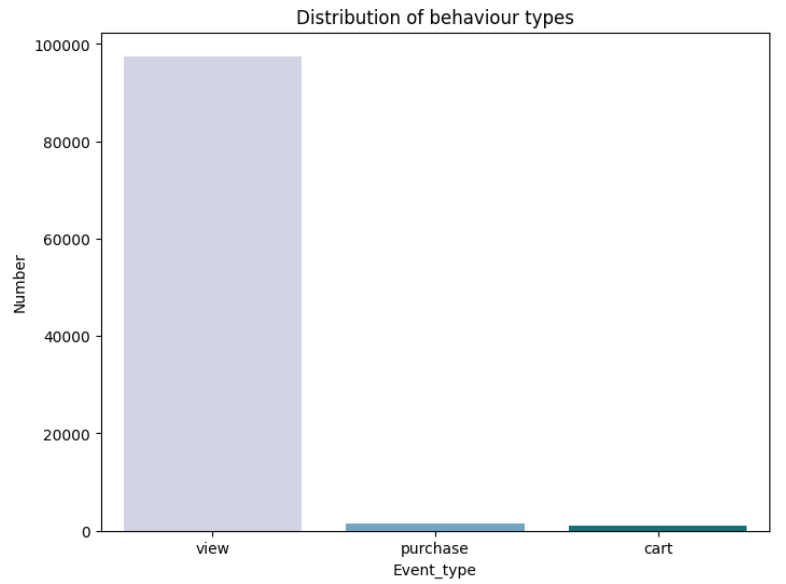 Distribution of behaviour types
100000
80000
60000
40000
20000
0
Number
view purchase cart
Event_type